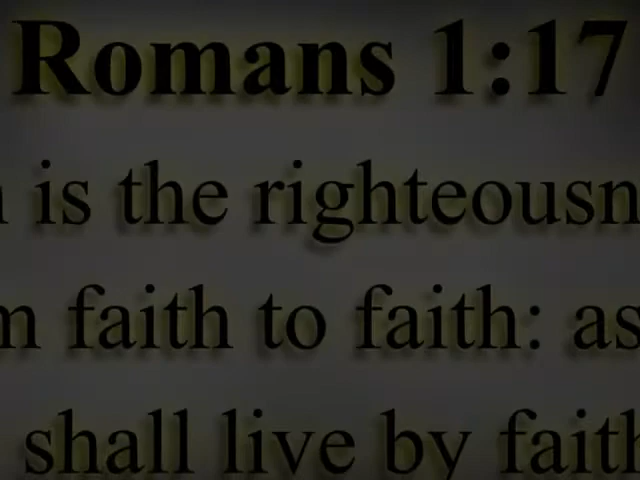 Romans 1:17
is the righteousn
faith to faith: as
shall live by faith